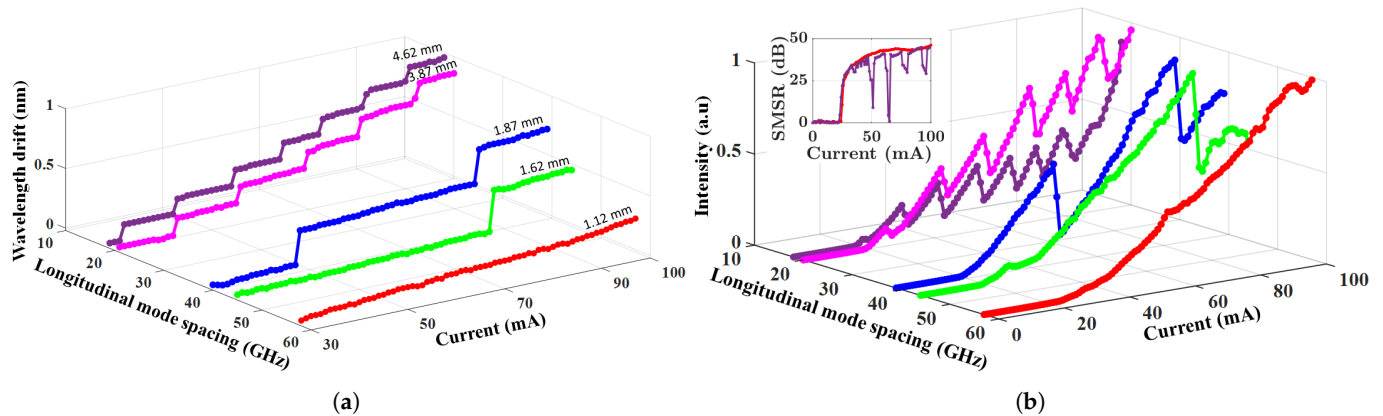 4.62 mm
3.87 mm
1.87 mm
1.62 mm
1.12 mm
Wavelength drift (nm)
1
0.5
0
10
20
30
40
50
60
Longitudinal mode spacing (GHz)
30
50
70
90
100
Current (mA)
(a)
Intensity (a.u)
1
0.5
0
SMSR (dB)
50
25
0
0
50
100
Current (mA)
10
20
30
40
50
60
Longitudinal mode spacing (GHz)
0
20
40
60
80
100
Current (mA)
(b)